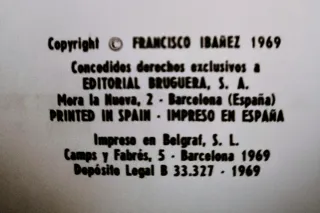 Copyright © FRANCISCO IBAÑEZ 1969
Concedidos derechos exclusivos a
EDITORIAL BRUGUERA, S. A.
Mora la Nueva, 2 - Barcelona (España)
PRINTED IN SPAIN - IMPRESO EN ESPAÑA
Impreso en Belgraf, S. L.
Camps y Fabrés, 5 - Barcelona 1969
Depósito Legal B 33.327 - 1969